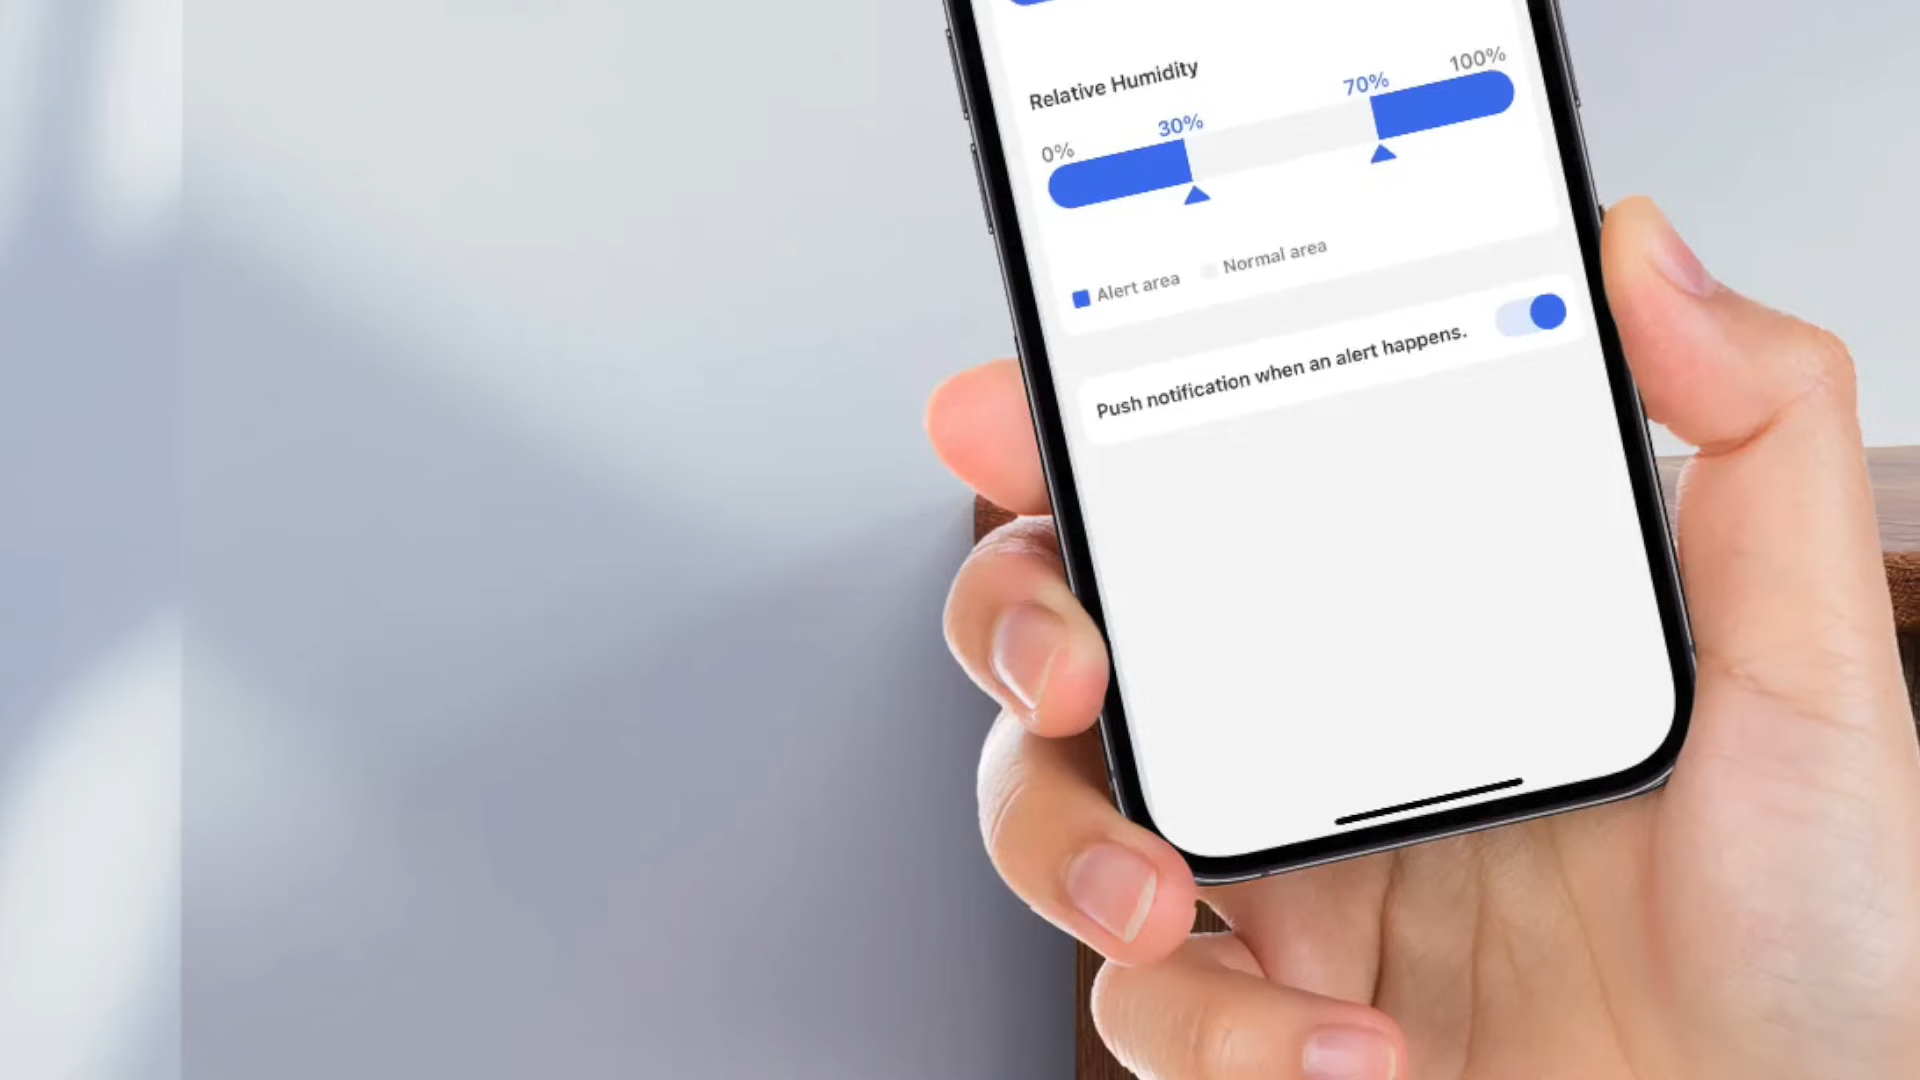 Relative Humidity
0% 30% 70% 100%
Alert area Normal area
Push notification when an alert happens.